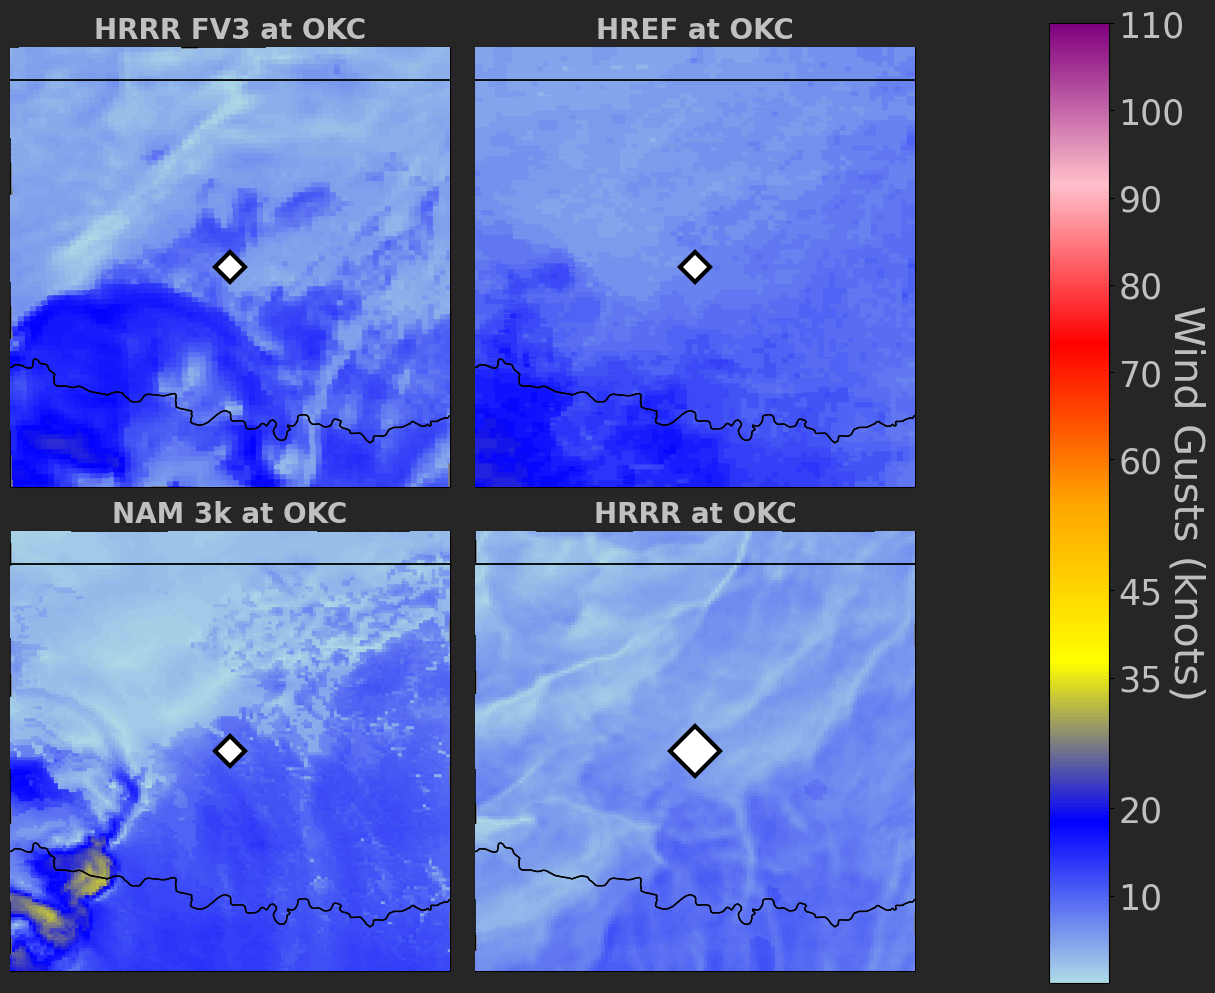 HRRR FV3 at OKC
HREF at OKC
NAM 3k at OKC
HRRR at OKC
110
100
90
80
70
60
45
35
20
10
Wind Gusts (knots)